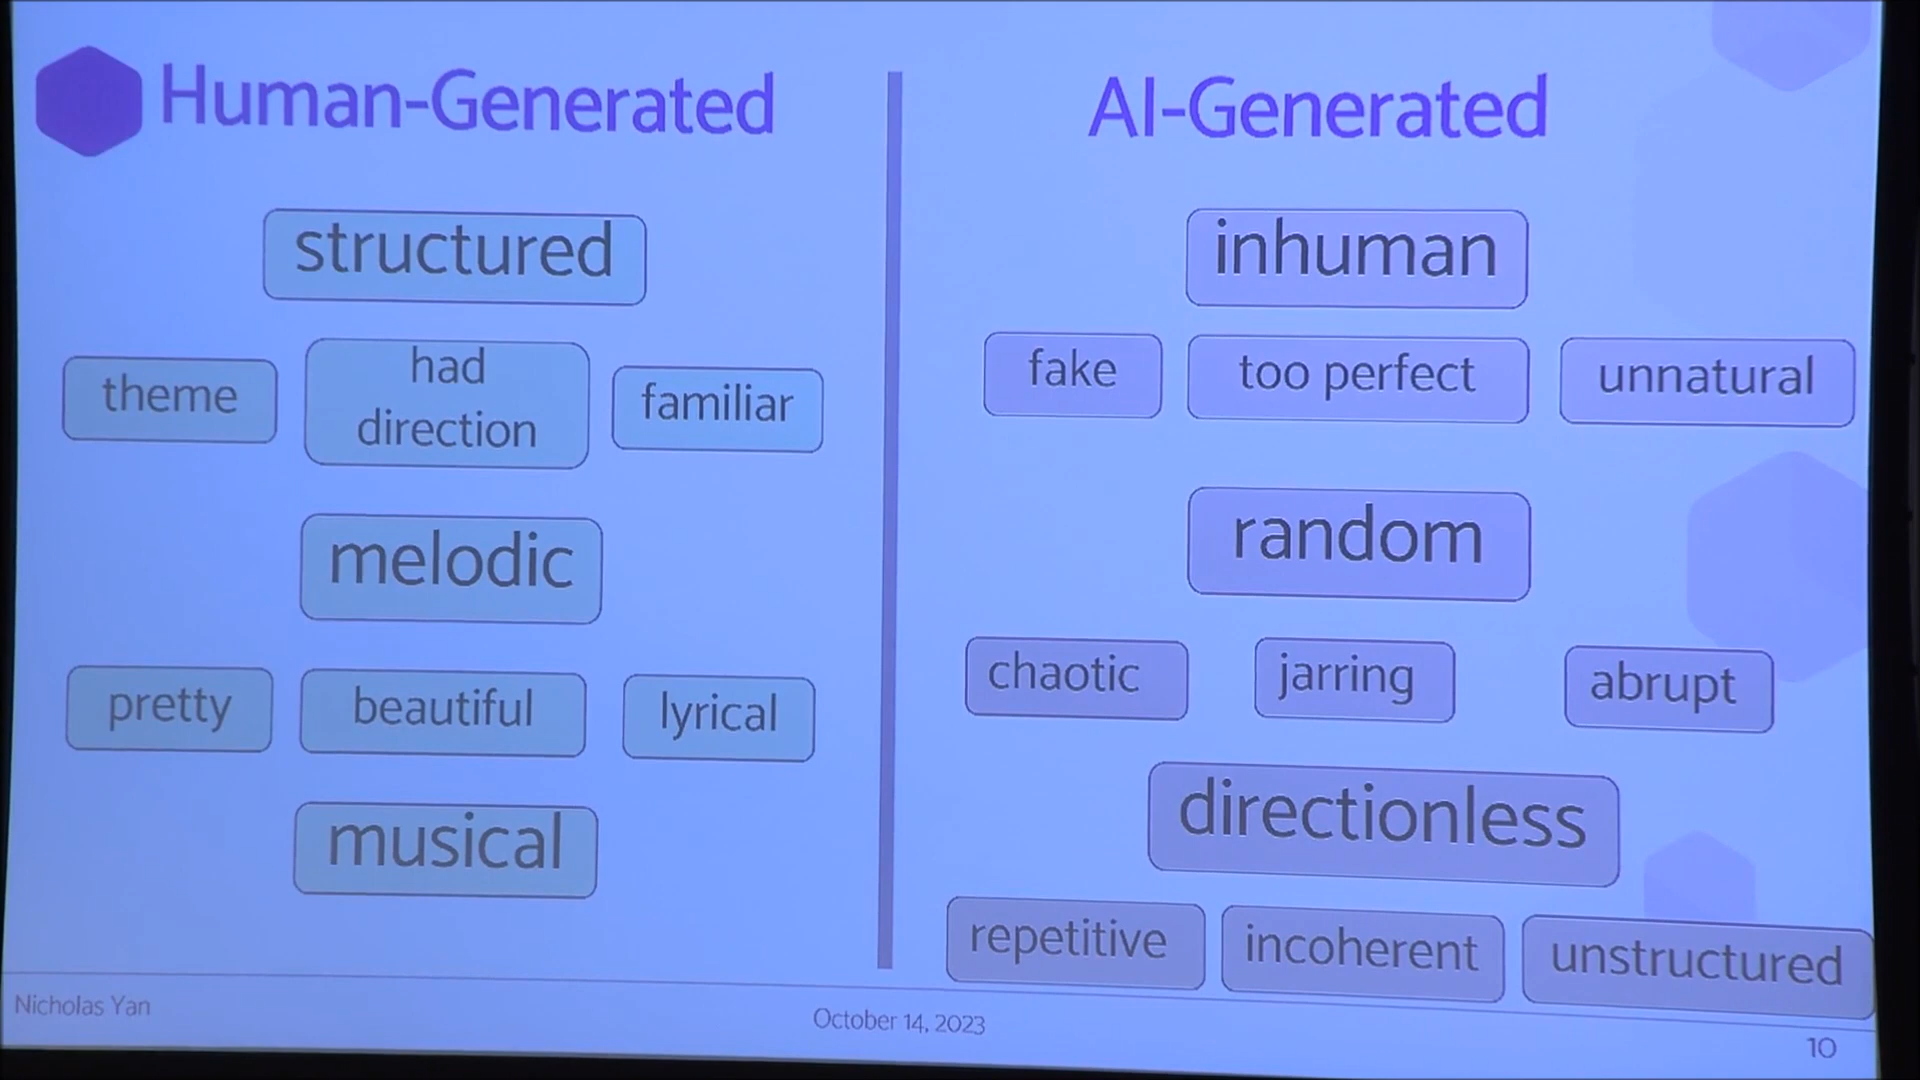 Human-Generated
structured
theme
had
direction
familiar
melodic
pretty
beautiful
lyrical
musical
AI-Generated
inhuman
fake
too perfect
unnatural
random
chaotic
jarring
abrupt
directionless
repetitive
incoherent
unstructured
Nicholas Yan
October 14, 2023
10